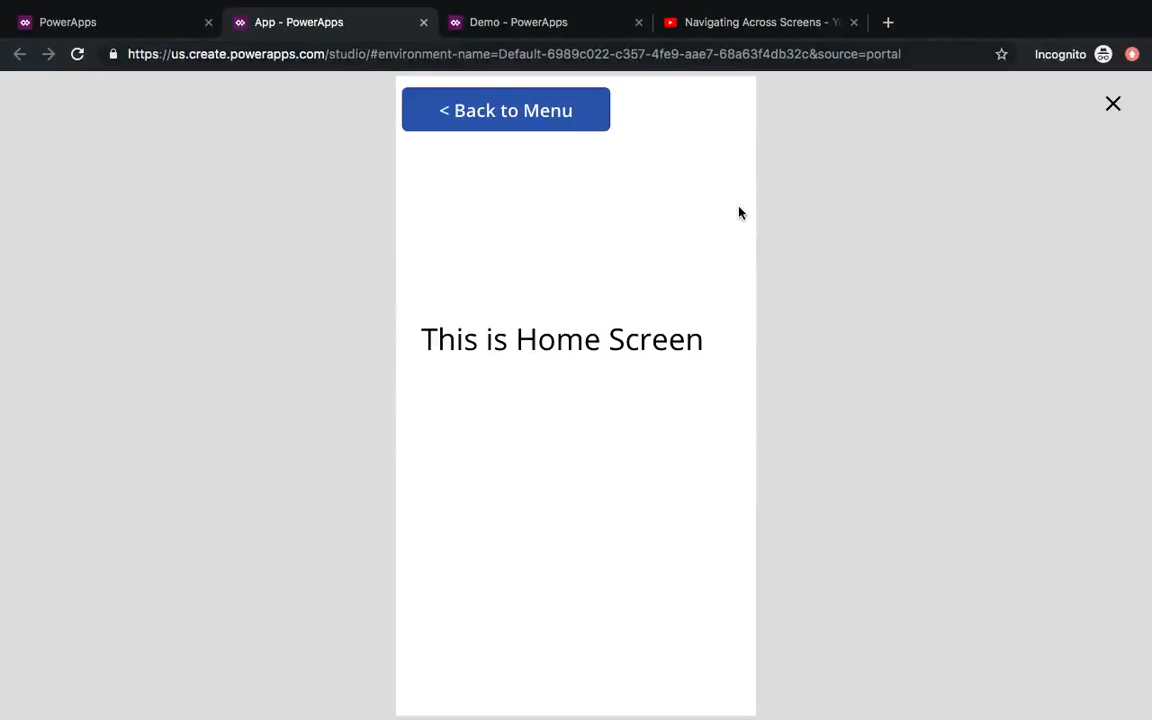 PowerApps
App - PowerApps
Demo - PowerApps
Navigating Across Screens - Y
https://us.create.powerapps.com/studio/#environment-name=Default-6989c022-c357-4fe9-aae7-68a63f4db32c&source=portal
Incognito
< Back to Menu
This is Home Screen